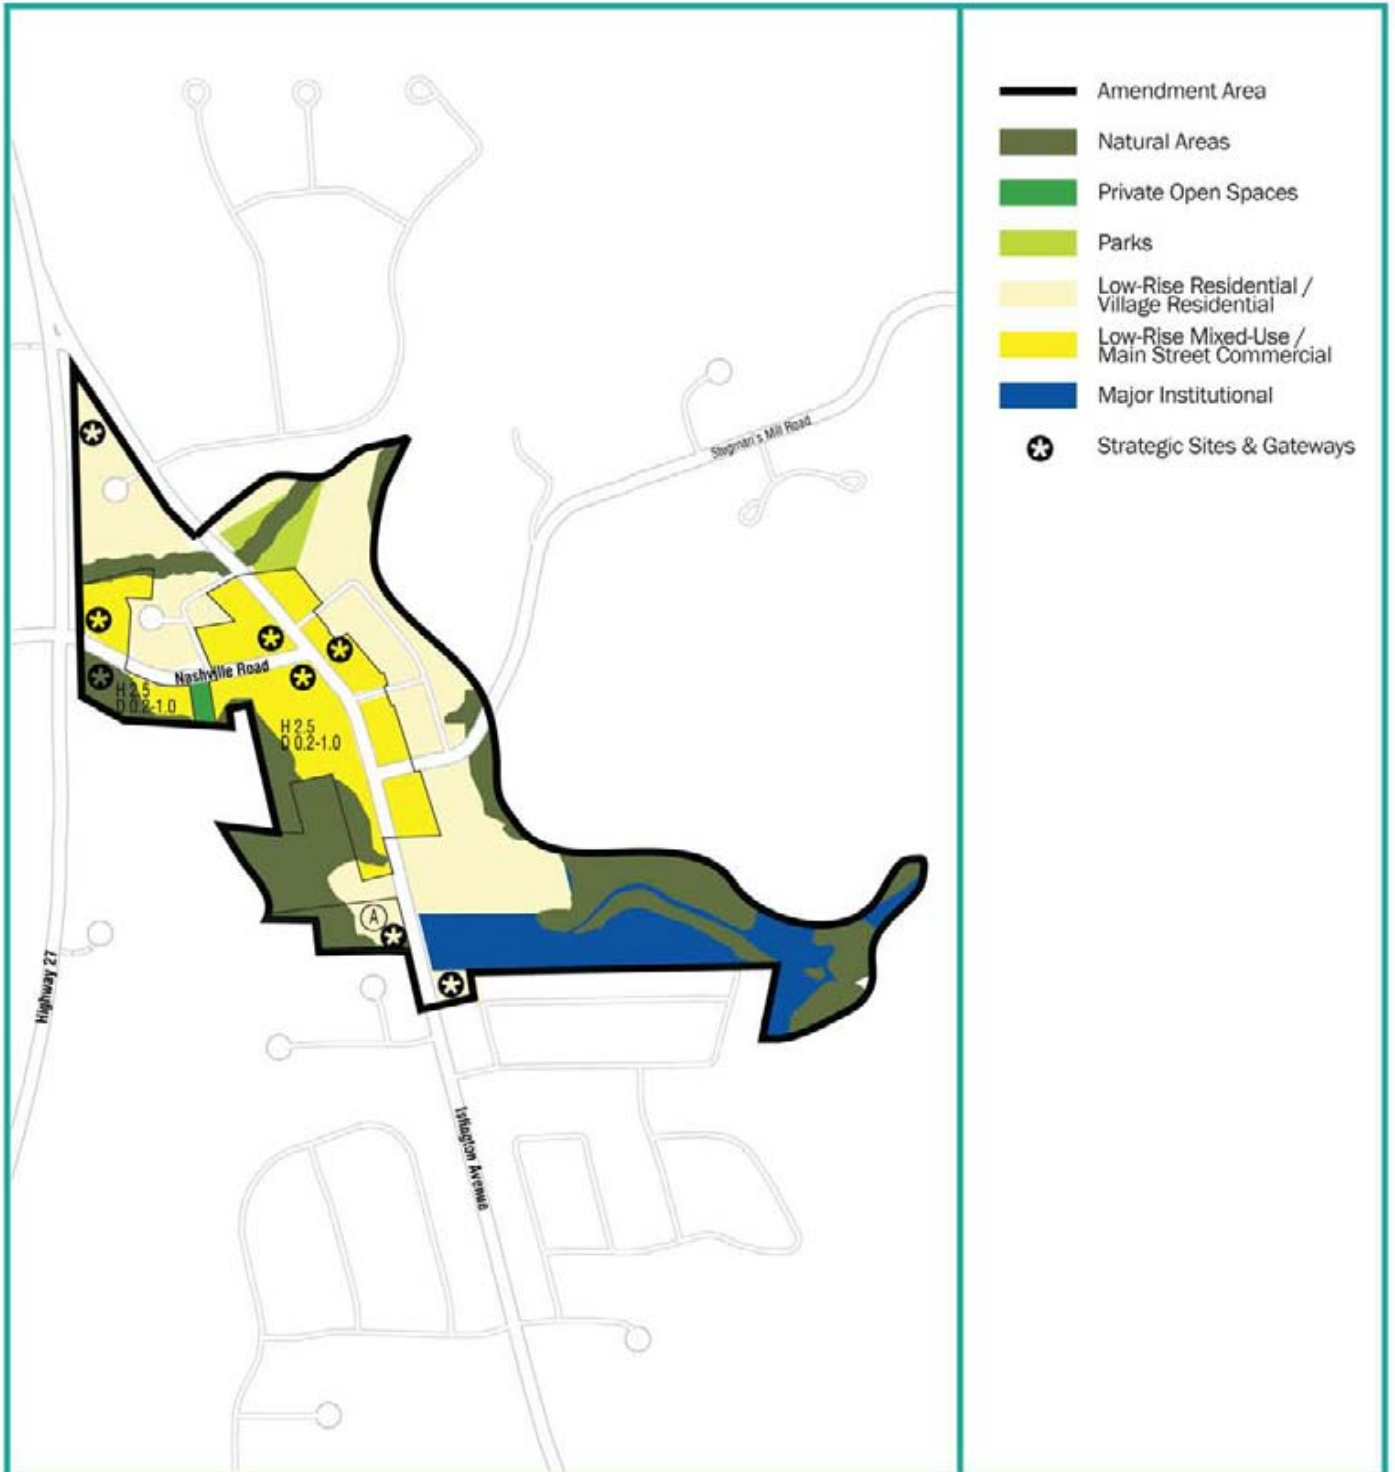 Amendment Area
Natural Areas
Private Open Spaces
Parks
Low-Rise Residential /
Village Residential
Low-Rise Mixed-Use /
Main Street Commercial
Major Institutional
Strategic Sites & Gateways
Stegman's Mill Road
Nashville Road
H 2.5
D 0.2-1.0
H 2.5
D 0.2-1.0
A
Highway 27
Islington Avenue